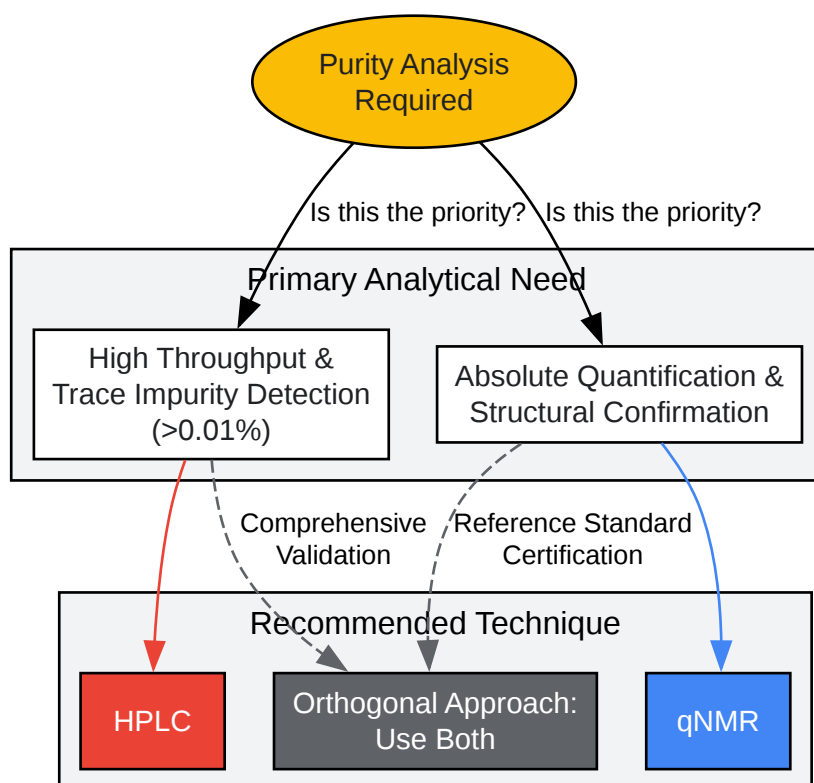 Purity Analysis
Required
Is this the priority?
Is this the priority?
Primary Analytical Need
High Throughput &
Trace Impurity Detection
(>0.01%)
Absolute Quantification &
Structural Confirmation
Comprehensive
Validation
Reference Standard
Certification
Recommended Technique
HPLC
Orthogonal Approach:
Use Both
qNMR